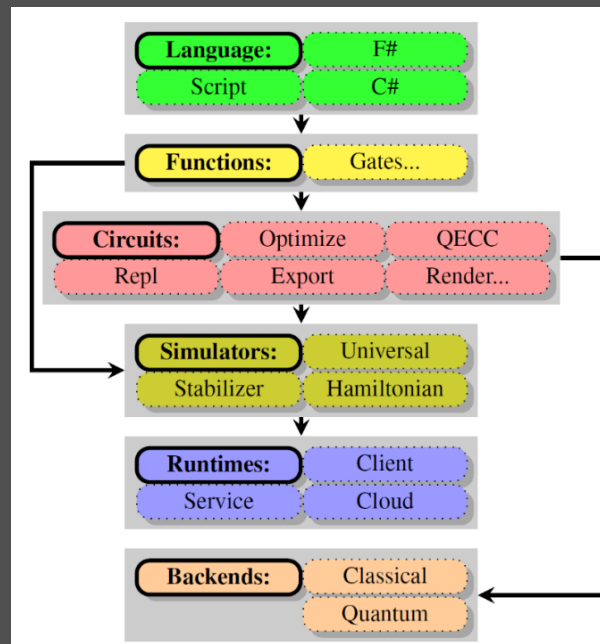 Language: F#
Script C#
Functions: Gates...
Circuits: Optimize QECC
Repl Export Render...
Simulators: Universal
Stabilizer Hamiltonian
Runtimes: Client
Service Cloud
Backends: Classical
Quantum